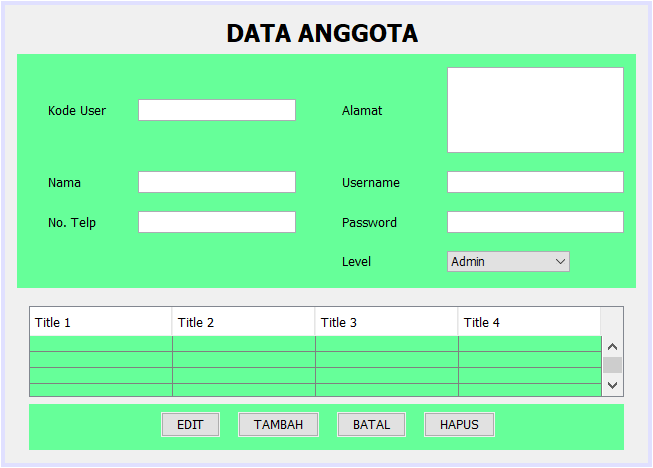 DATA ANGGOTA
Kode User
Alamat
Nama
Username
No. Telp
Password
Level
Admin
Title 1 Title 2 Title 3 Title 4
EDIT TAMBAH BATAL HAPUS